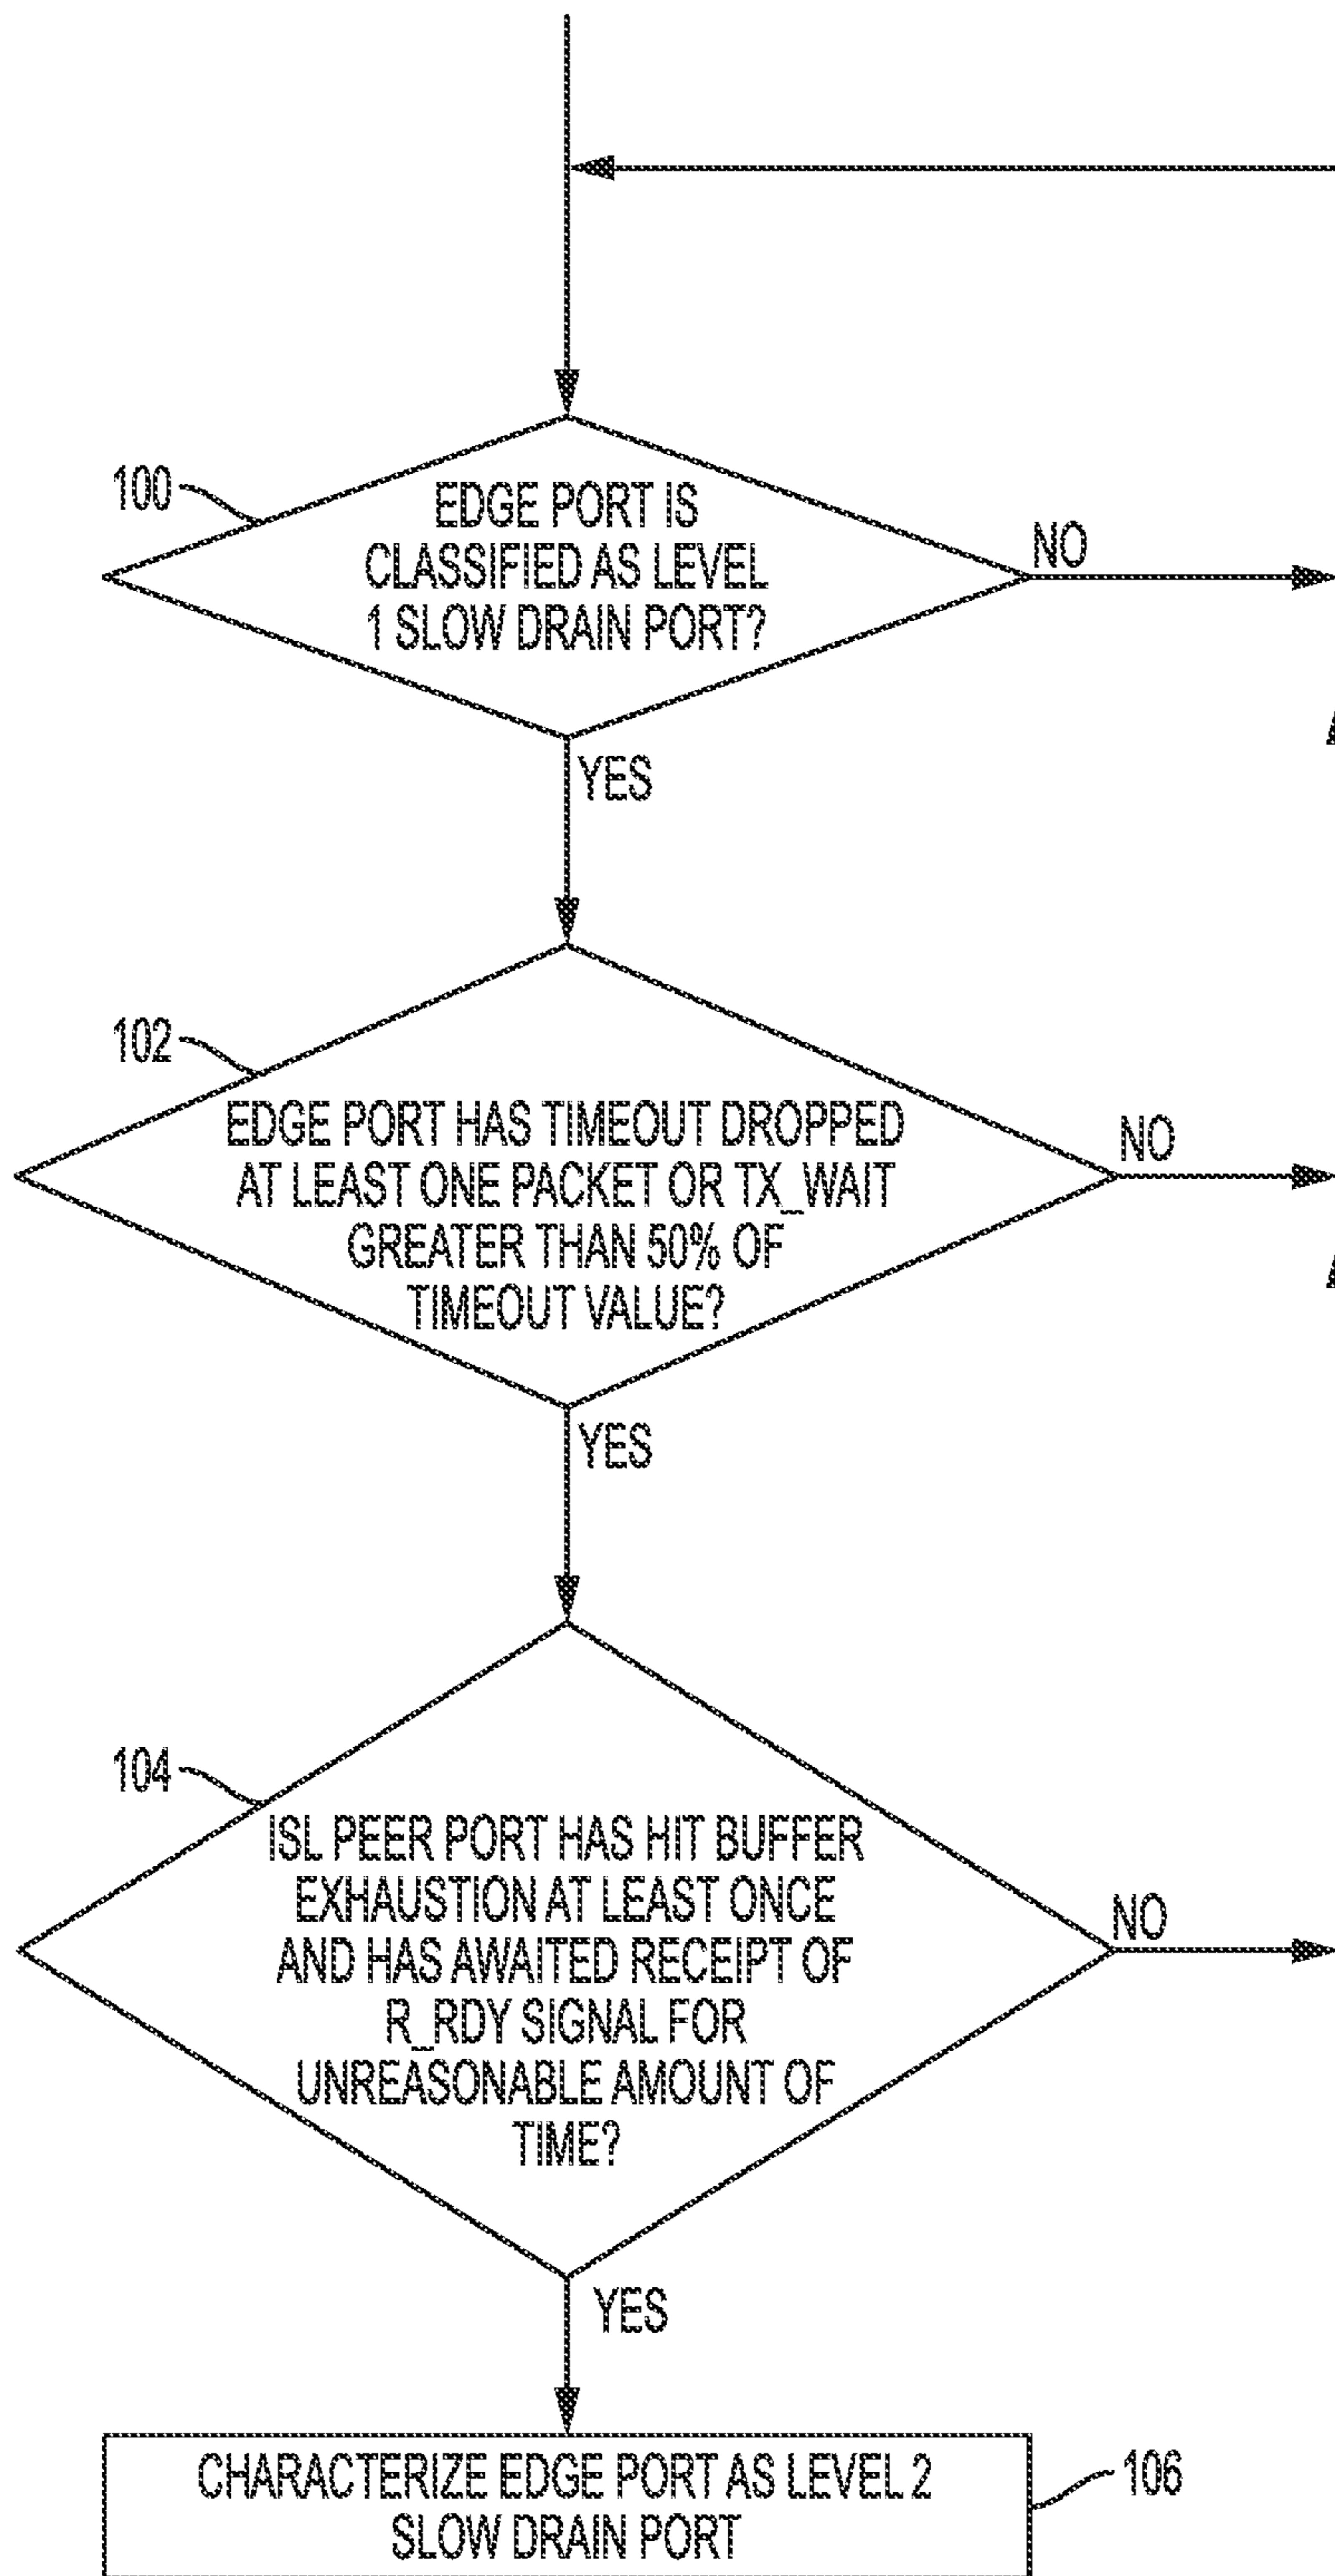 100
EDGE PORT IS
CLASSIFIED AS LEVEL
1 SLOW DRAIN PORT?
NO
YES
102
EDGE PORT HAS TIMEOUT DROPPED
AT LEAST ONE PACKET OR TX_WAIT
GREATER THAN 50% OF
TIMEOUT VALUE?
NO
YES
104
ISL PEER PORT HAS HIT BUFFER
EXHAUSTION AT LEAST ONCE
AND HAS AWAITED RECEIPT OF
R_RDY SIGNAL FOR
UNREASONABLE AMOUNT OF
TIME?
NO
YES
CHARACTERIZE EDGE PORT AS LEVEL 2
SLOW DRAIN PORT
106